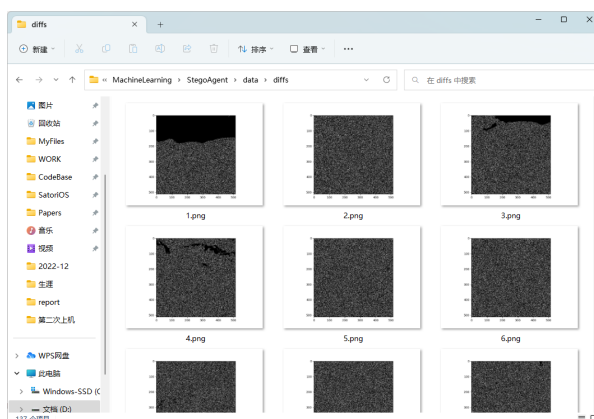 diffs
新建
排序
查看
MachineLearning › StegoAgent › data › diffs
在 diffs 中搜索
图片
回收站
MyFiles
WORK
CodeBase
SatoriOS
Papers
音乐
视频
2022-12
生涯
report
第二次上机
WPS网盘
此电脑
Windows-SSD (C
文档 (D:)
1.png
2.png
3.png
4.png
5.png
6.png